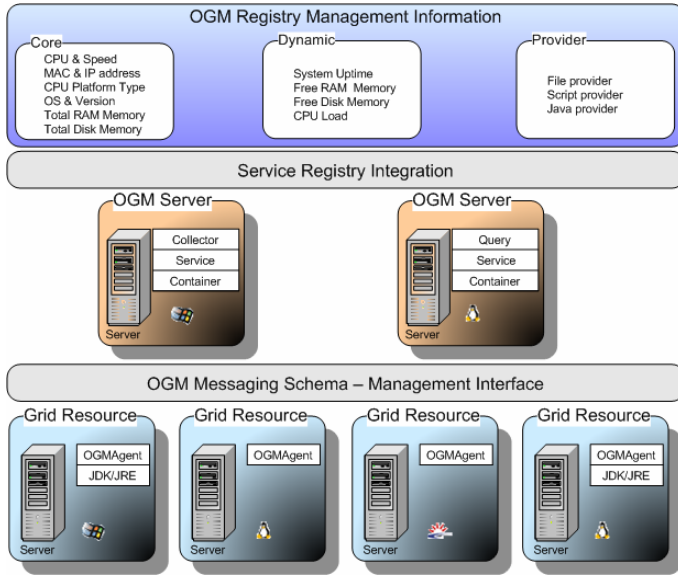 OGM Registry Management Information
Core
CPU & Speed
MAC & IP address
CPU Platform Type
OS & Version
Total RAM Memory
Total Disk Memory
Dynamic
System Uptime
Free RAM Memory
Free Disk Memory
CPU Load
Provider
File provider
Script provider
Java provider
Service Registry Integration
OGM Server
Collector
Service
Container
Server
OGM Server
Query
Service
Container
Server
OGM Messaging Schema – Management Interface
Grid Resource
OGMAgent
JDK/JRE
Server
Grid Resource
OGMAgent
Server
Grid Resource
OGMAgent
Server
Grid Resource
OGMAgent
JDK/JRE
Server